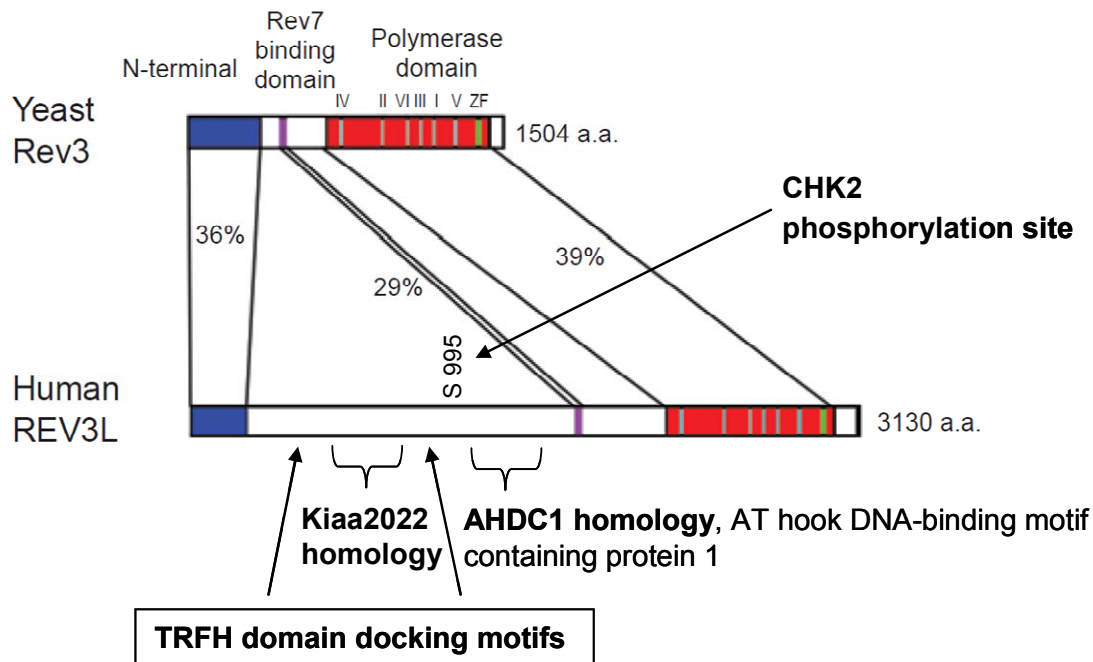 Rev7
binding
domain
N-terminal
Polymerase
domain
IV II VI III I V ZF
Yeast
Rev3
1504 a.a.
CHK2
phosphorylation site
36%
29%
39%
S 995
Human
REV3L
3130 a.a.
Kiaa2022
homology
AHDC1 homology, AT hook DNA-binding motif
containing protein 1
TRFH domain docking motifs